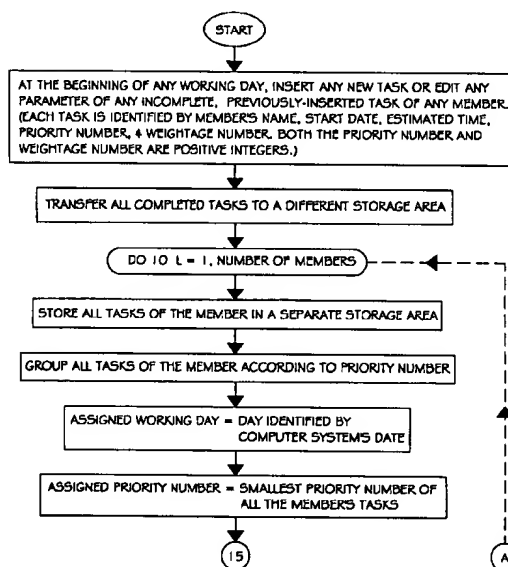 START
AT THE BEGINNING OF ANY WORKING DAY, INSERT ANY NEW TASK OR EDIT ANY
PARAMETER OF ANY INCOMPLETE, PREVIOUSLY-INSERTED TASK OF ANY MEMBER.
(EACH TASK IS IDENTIFIED BY MEMBER'S NAME, START DATE, ESTIMATED TIME,
PRIORITY NUMBER, & WEIGHTAGE NUMBER. BOTH THE PRIORITY NUMBER AND
WEIGHTAGE NUMBER ARE POSITIVE INTEGERS.)
TRANSFER ALL COMPLETED TASKS TO A DIFFERENT STORAGE AREA
DO 10 L = 1, NUMBER OF MEMBERS
STORE ALL TASKS OF THE MEMBER IN A SEPARATE STORAGE AREA
GROUP ALL TASKS OF THE MEMBER ACCORDING TO PRIORITY NUMBER
ASSIGNED WORKING DAY = DAY IDENTIFIED BY
COMPUTER SYSTEM'S DATE
ASSIGNED PRIORITY NUMBER = SMALLEST PRIORITY NUMBER OF
ALL THE MEMBER'S TASKS
15
A